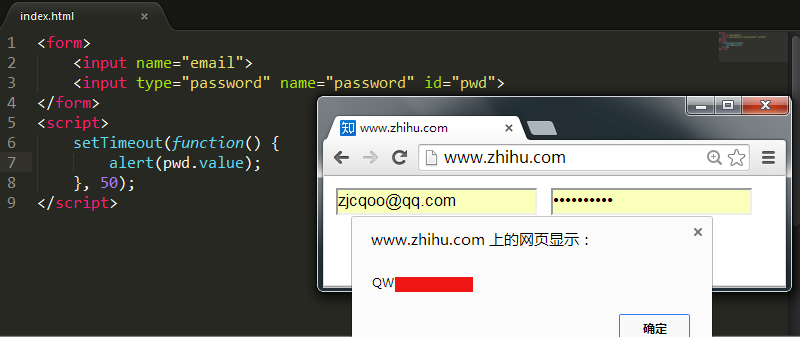 index.html
1 <form>
2 <input name="email">
3 <input type="password" name="password" id="pwd">
4 </form>
5 <script>
6 setTimeout(function() {
7 alert(pwd.value);
8 }, 50);
9 </script>
知 www.zhihu.com
www.zhihu.com
zjcqoo@qq.com ••••••••••
www.zhihu.com 上的网页显示：
QW
确定